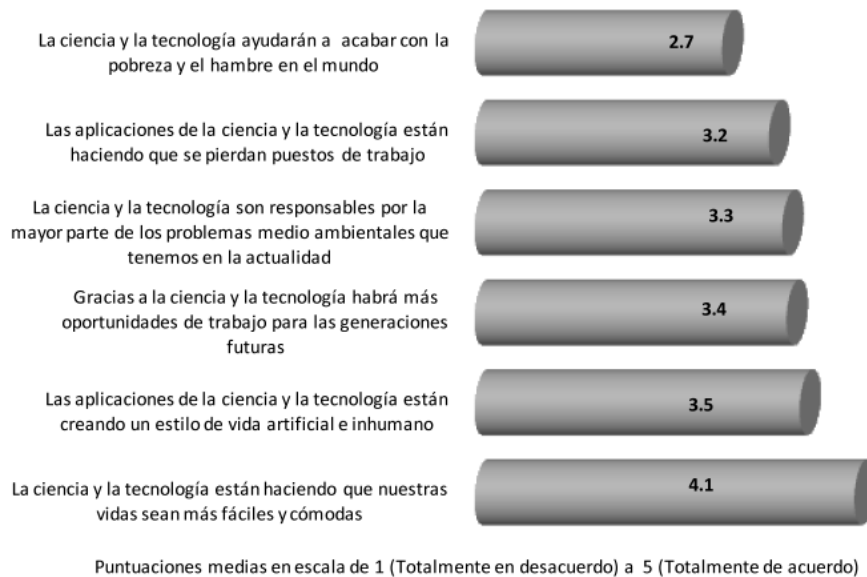 La ciencia y la tecnología ayudarán a acabar con la
pobreza y el hambre en el mundo
2.7
Las aplicaciones de la ciencia y la tecnología están
haciendo que se pierdan puestos de trabajo
3.2
La ciencia y la tecnología son responsables por la
mayor parte de los problemas medio ambientales que
tenemos en la actualidad
3.3
Gracias a la ciencia y la tecnología habrá más
oportunidades de trabajo para las generaciones
futuras
3.4
Las aplicaciones de la ciencia y la tecnología están
creando un estilo de vida artificial e inhumano
3.5
La ciencia y la tecnología están haciendo que nuestras
vidas sean más fáciles y cómodas
4.1
Puntuaciones medias en escala de 1 (Totalmente en desacuerdo) a 5 (Totalmente de acuerdo)